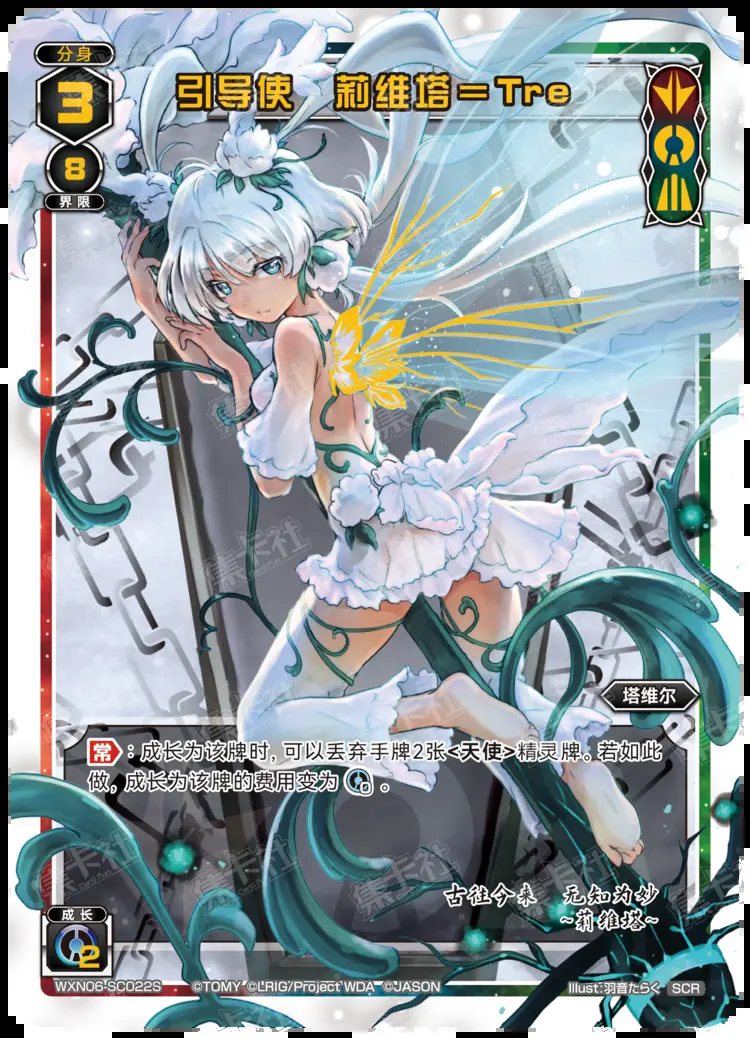 分身
3
引导使 莉维塔=Tre
8
界限
塔维尔
常：成长为该牌时, 可以丢弃手牌2张<天使>精灵牌。若如此
做，成长为该牌的费用变为 0 。
古往今来 无知为妙
~莉维塔~
成长
2
WXN06-SC022S ©TOMY ©LRIG/Project WDA ©JASON Illust:羽音たらく SCR
集卡社